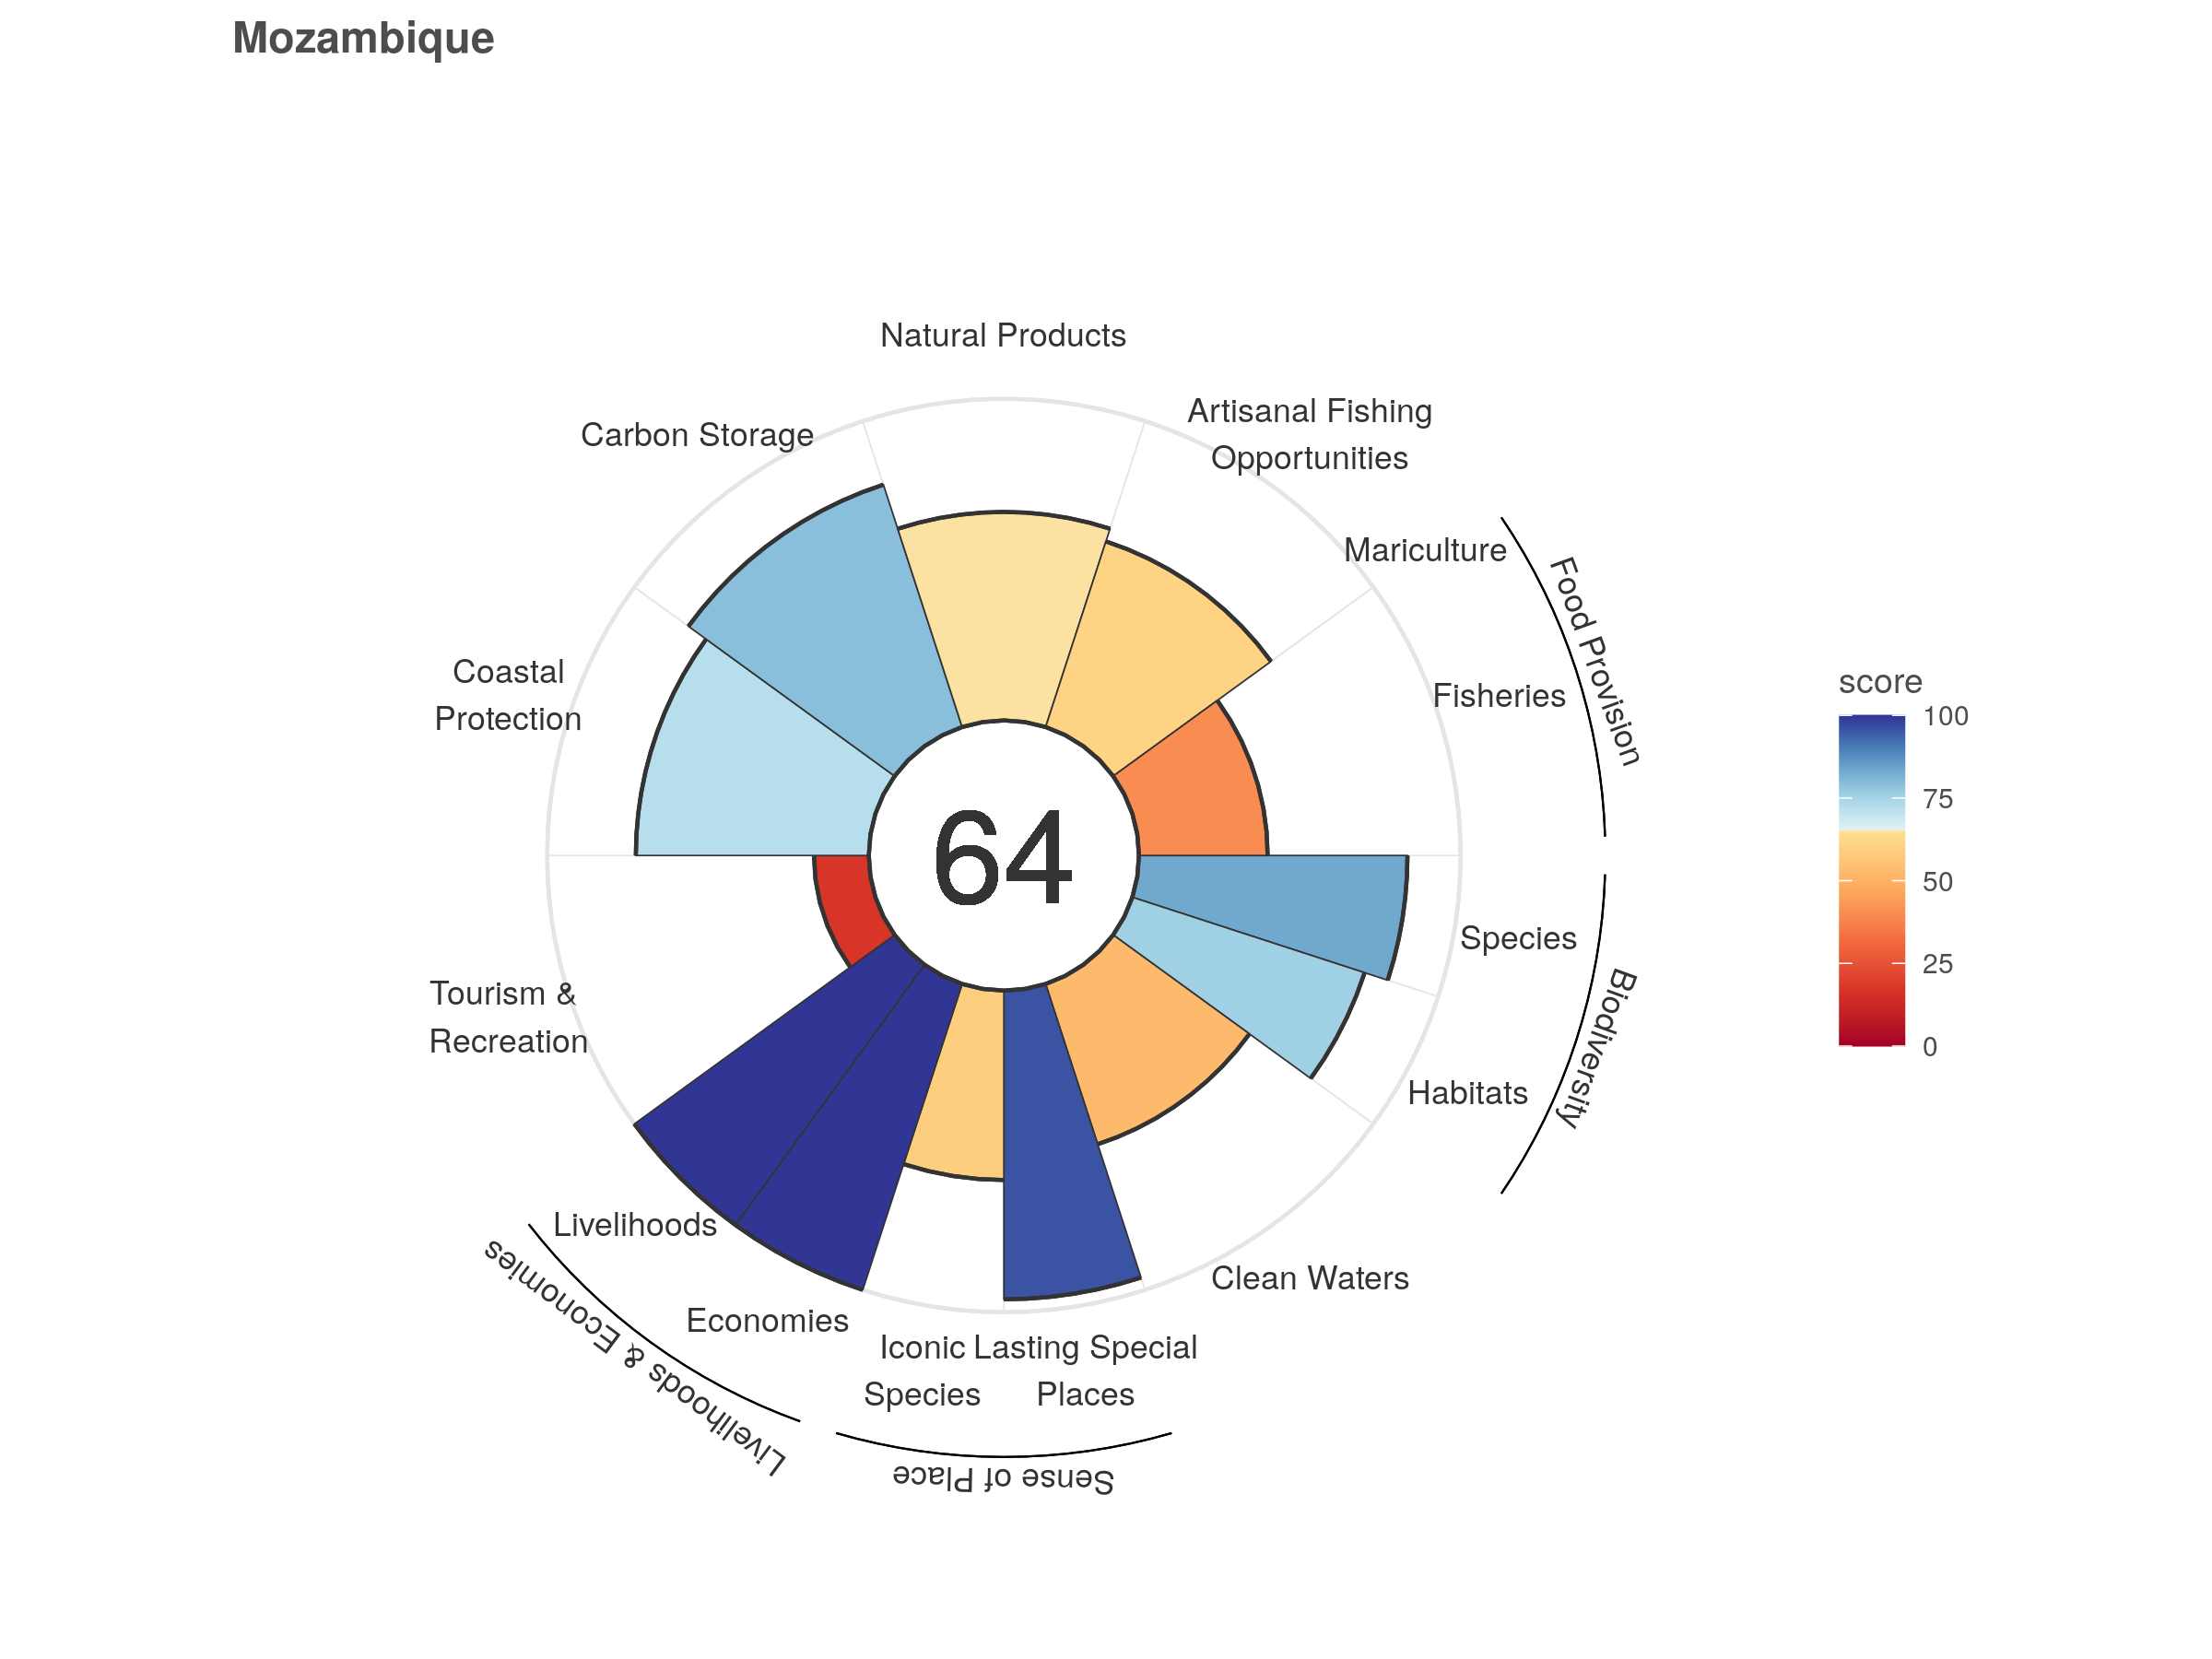 Mozambique
Natural Products
Artisanal Fishing
Opportunities
Carbon Storage
Mariculture
Food Provision
Coastal
Protection
Fisheries
64
Species
Biodiversity
Habitats
Tourism &
Recreation
Livelihoods
Economies
Livelihoods & Economies
Iconic
Species
Lasting Special
Places
Sense of Place
Clean Waters
score
100
75
50
25
0